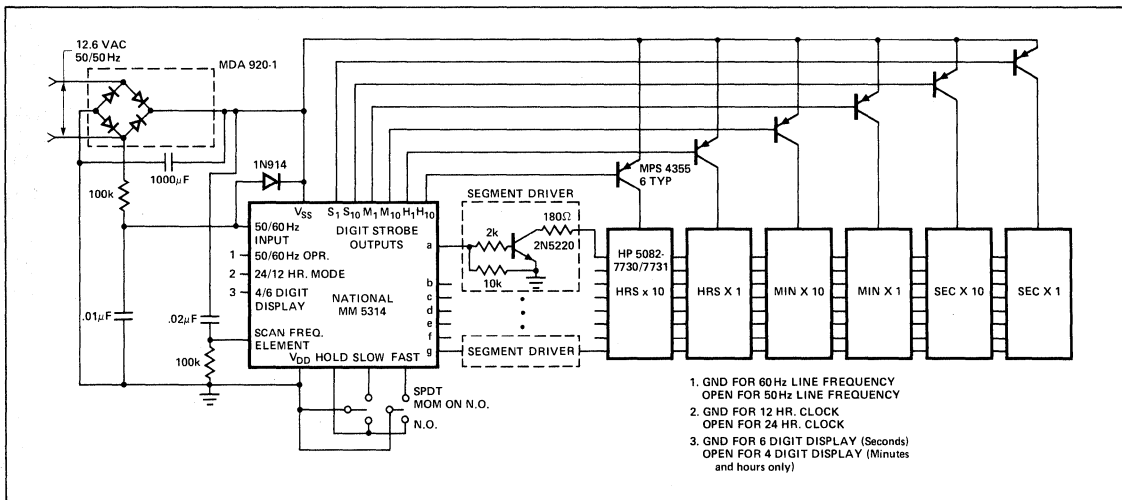 12.6 VAC
50/50 Hz
MDA 920-1
1000µF
1N914
100k
VSS S1 S10 M1 M10 H1 H10
50/60 Hz
INPUT
DIGIT STROBE
OUTPUTS
1 50/60 Hz OPR.
2 24/12 HR. MODE
3 4/6 DIGIT
DISPLAY
NATIONAL
MM 5314
SCAN FREQ.
ELEMENT
VDD HOLD SLOW FAST
a
b
c
d
e
f
g
.01µF
.02µF
100k
SPDT
MOM ON N.O.
N.O.
SEGMENT DRIVER
180Ω
2k
2N5220
10k
SEGMENT DRIVER
MPS 4355
6 TYP
HP 5082-
7730/7731
HRS x 10
HRS X 1
MIN X 10
MIN X 1
SEC X 10
SEC X 1
1. GND FOR 60Hz LINE FREQUENCY
OPEN FOR 50Hz LINE FREQUENCY
2. GND FOR 12 HR. CLOCK
OPEN FOR 24 HR. CLOCK
3. GND FOR 6 DIGIT DISPLAY (Seconds)
OPEN FOR 4 DIGIT DISPLAY (Minutes
and hours only)